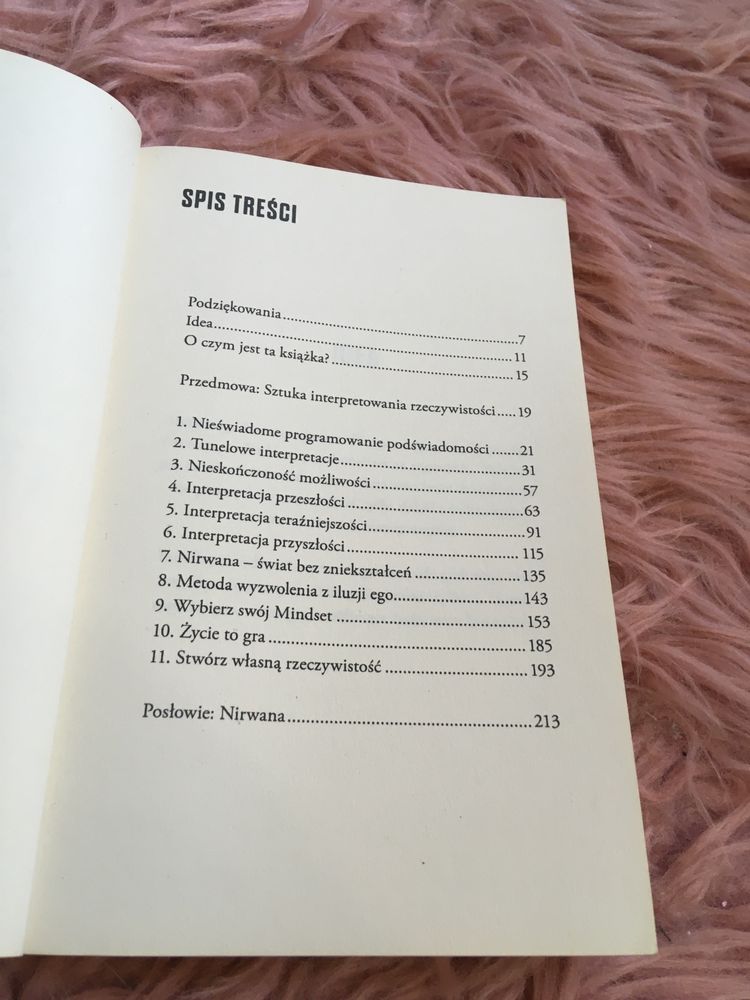 SPIS TREŚCI
Podziękowania.....7
Idea.....11
O czym jest ta książka?.....15
Przedmowa: Sztuka interpretowania rzeczywistości.....19
1. Nieświadome programowanie podświadomości.....21
2. Tunelowe interpretacje.....31
3. Nieskończoność możliwości.....57
4. Interpretacja przeszłości.....63
5. Interpretacja teraźniejszości.....91
6. Interpretacja przyszłości.....115
7. Nirwana – świat bez zniekształceń.....135
8. Metoda wyzwolenia z iluzji ego.....143
9. Wybierz swój Mindset.....153
10. Życie to gra.....185
11. Stwórz własną rzeczywistość.....193
Posłowie: Nirwana.....213